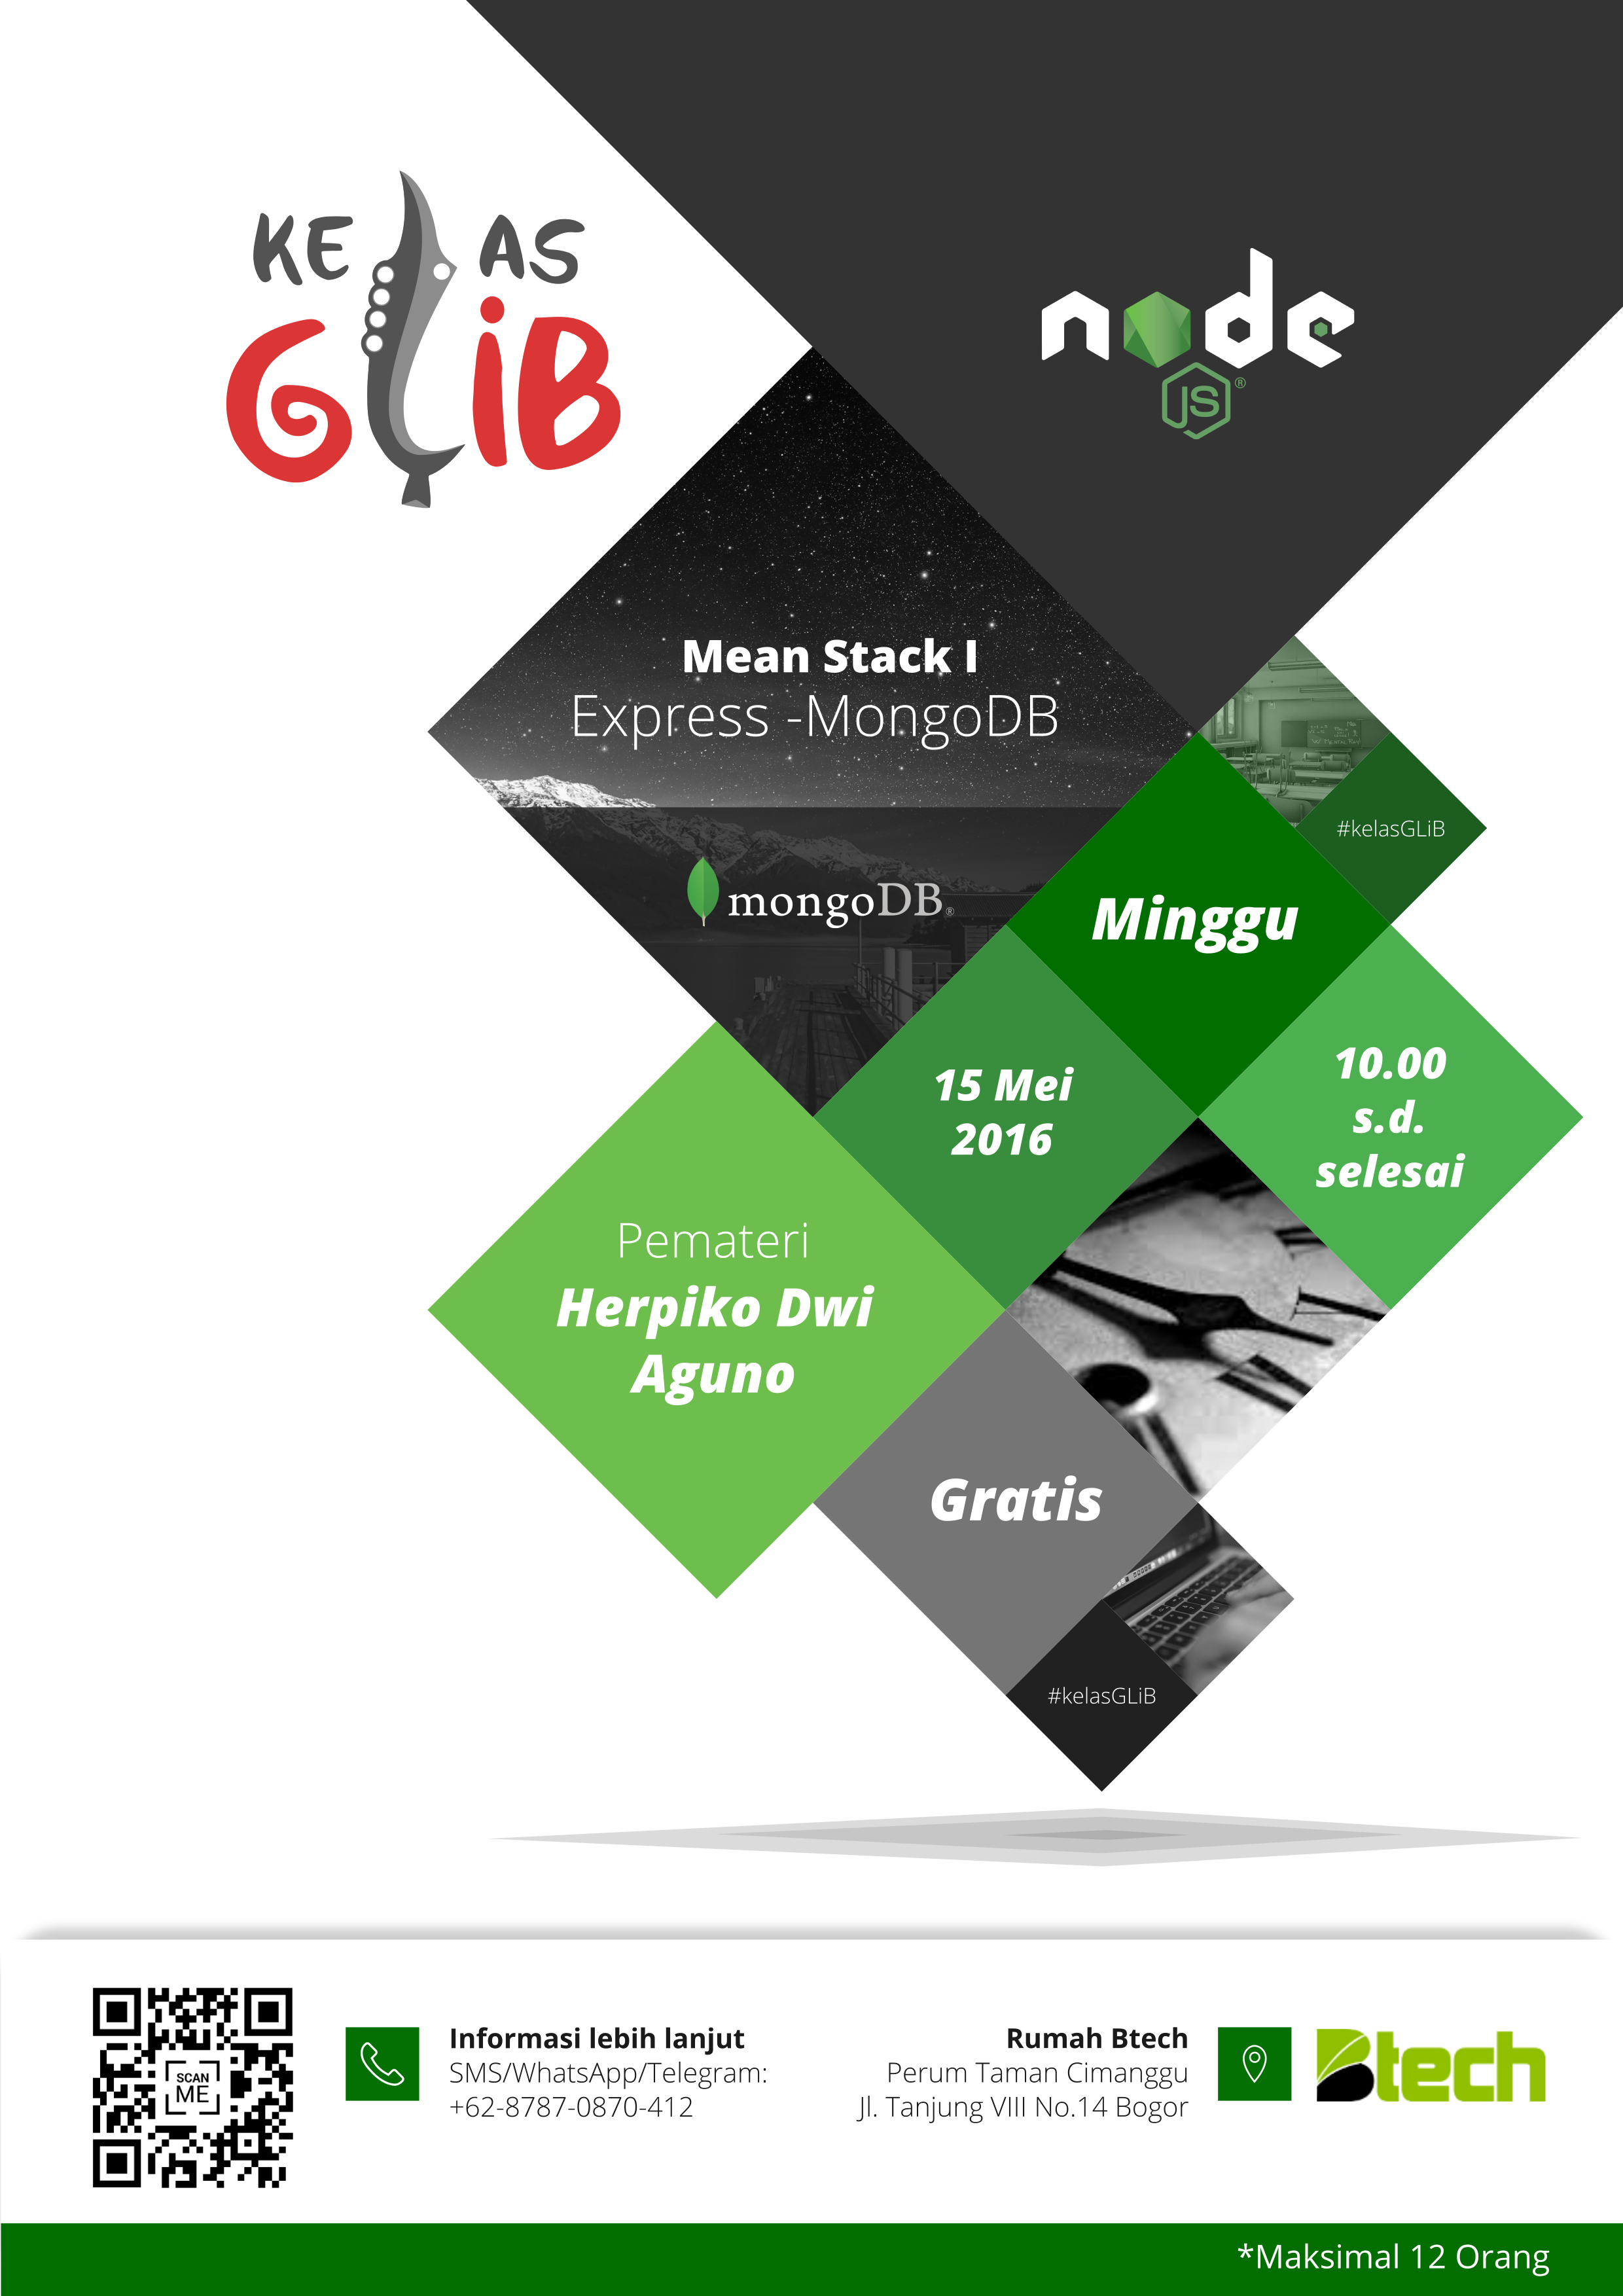 KELAS
GLiB
node
JS®
Mean Stack I
Express -MongoDB
mongoDB®
#kelasGLiB
Minggu
15 Mei
2016
10.00
s.d.
selesai
Pemateri
Herpiko Dwi
Aguno
Gratis
#kelasGLiB
SCAN
ME
Informasi lebih lanjut
SMS/WhatsApp/Telegram:
+62-8787-0870-412
Rumah Btech
Perum Taman Cimanggu
Jl. Tanjung VIII No.14 Bogor
Btech
*Maksimal 12 Orang